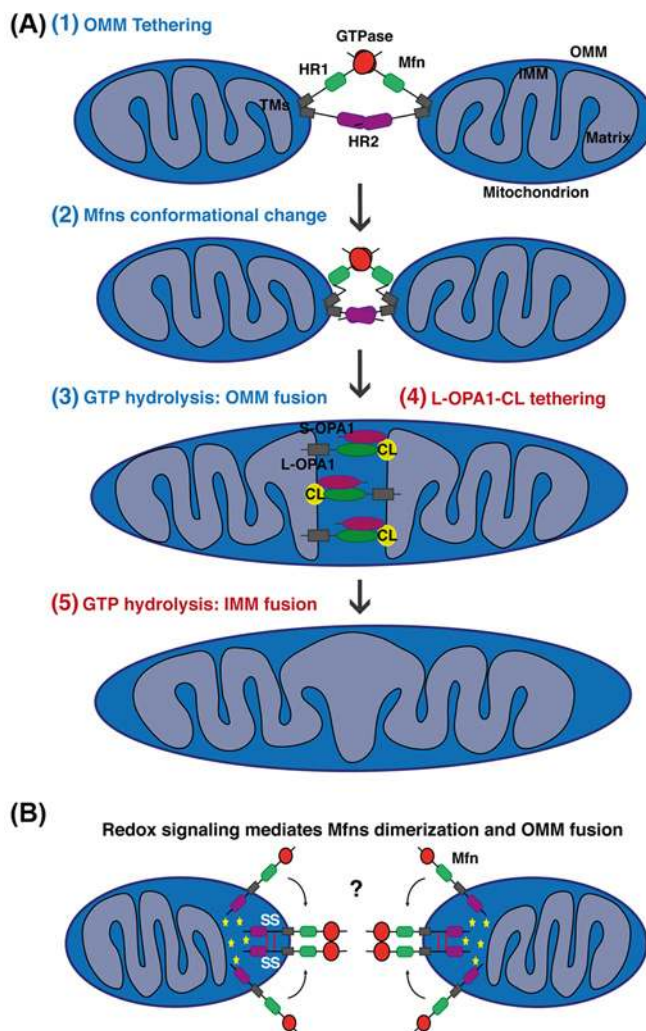 (A)
(1) OMM Tethering
GTPase
HR1
Mfn
OMM
IMM
TMs
HR2
Matrix
Mitochondrion
(2) Mfns conformational change
(3) GTP hydrolysis: OMM fusion
(4) L-OPA1-CL tethering
S-OPA1
CL
L-OPA1
CL
CL
(5) GTP hydrolysis: IMM fusion
(B)
Redox signaling mediates Mfns dimerization and OMM fusion
Mfn
?
SS
SS